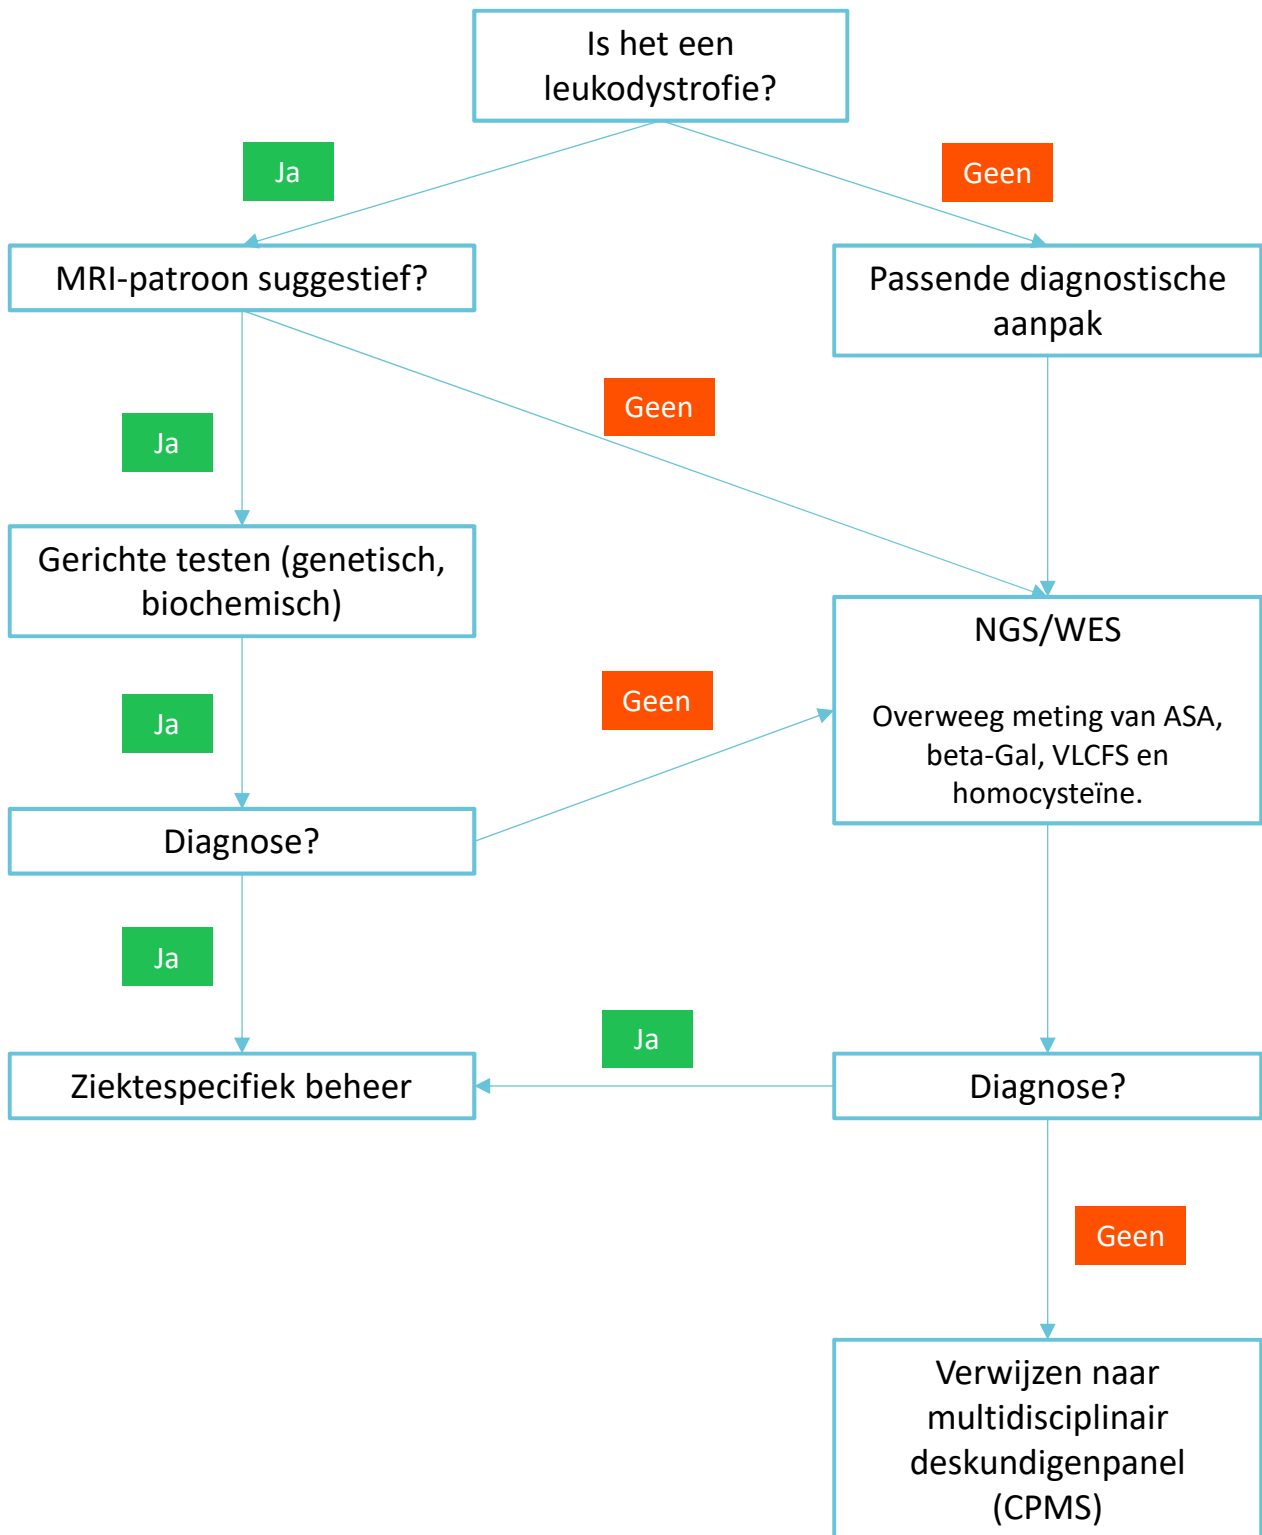 Is het een
leukodystrofie?
Ja
Geen
MRI-patroon suggestief?
Passende diagnostische
aanpak
Geen
Ja
Gerichte testen (genetisch,
biochemisch)
NGS/WES
Overweeg meting van ASA,
beta-Gal, VLCFS en
homocysteïne.
Geen
Ja
Diagnose?
Ja
Ja
Ziektespecifiek beheer
Diagnose?
Geen
Verwijzen naar
multidisciplinair
deskundigenpanel
(CPMS)